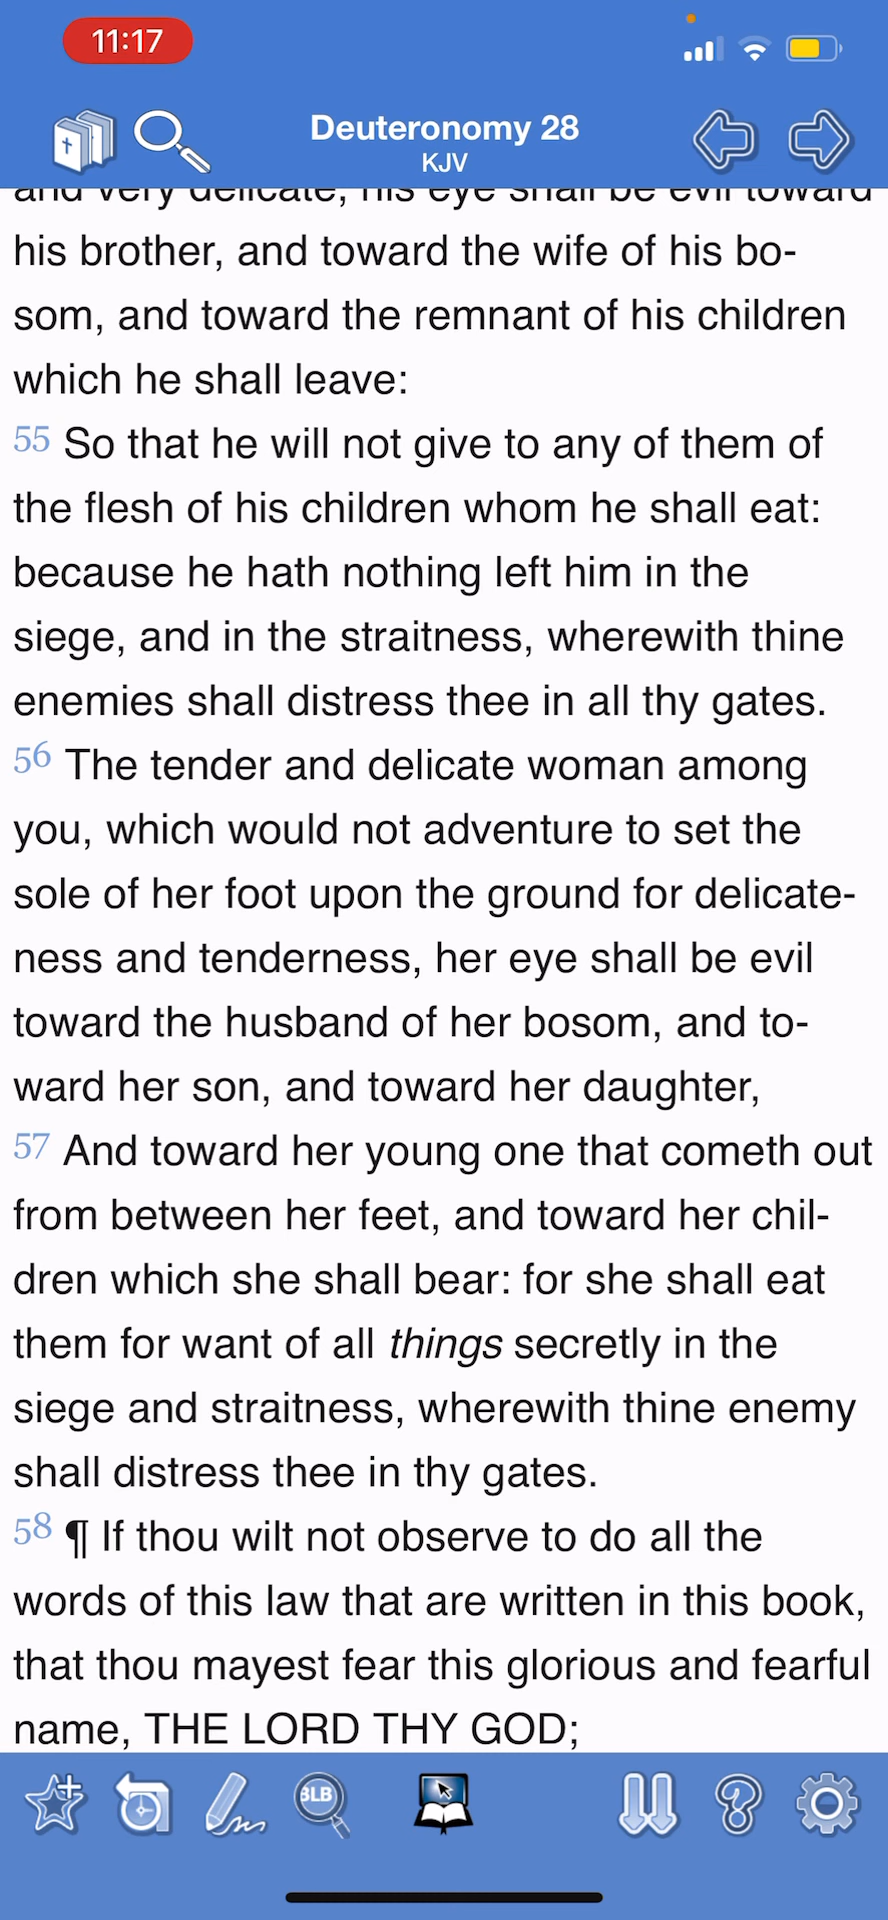 11:17
Deuteronomy 28
KJV
and very delicate, his eye shall be evil toward
his brother, and toward the wife of his bo-
som, and toward the remnant of his children
which he shall leave:
55 So that he will not give to any of them of
the flesh of his children whom he shall eat:
because he hath nothing left him in the
siege, and in the straitness, wherewith thine
enemies shall distress thee in all thy gates.
56 The tender and delicate woman among
you, which would not adventure to set the
sole of her foot upon the ground for delicate-
ness and tenderness, her eye shall be evil
toward the husband of her bosom, and to-
ward her son, and toward her daughter,
57 And toward her young one that cometh out
from between her feet, and toward her chil-
dren which she shall bear: for she shall eat
them for want of all things secretly in the
siege and straitness, wherewith thine enemy
shall distress thee in thy gates.
58 ¶ If thou wilt not observe to do all the
words of this law that are written in this book,
that thou mayest fear this glorious and fearful
name, THE LORD THY GOD;
BLB